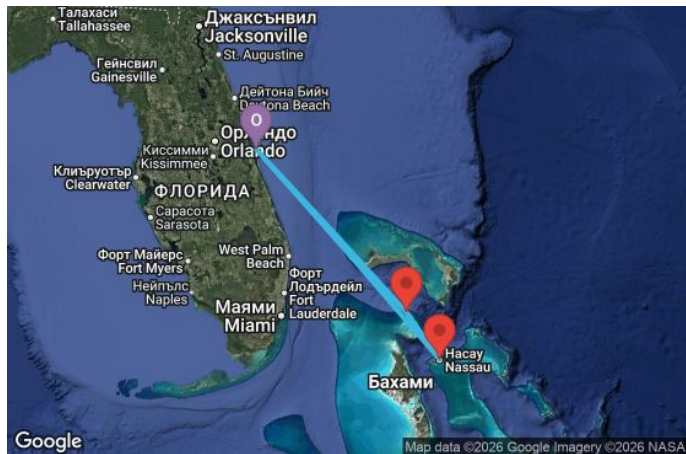 Талахаси
Tallahassee
Джаксънвил
Jacksonville
St. Augustine
Гейнсвил
Gainesville
Дейтона Бийч
Daytona Beach
O
Орландо
Orlando
Киссимми
Kissimmee
Клиъруотър
Clearwater
ФЛОРИДА
Сарасота
Sarasota
West Palm
Beach
Форт Майерс
Fort Myers
Нейпълс
Naples
Форт
Лодърдейл
Fort
Lauderdale
Маями
Miami
Насау
Nassau
Бахами
Google
Map data ©2026 Google Imagery ©2026 NASA